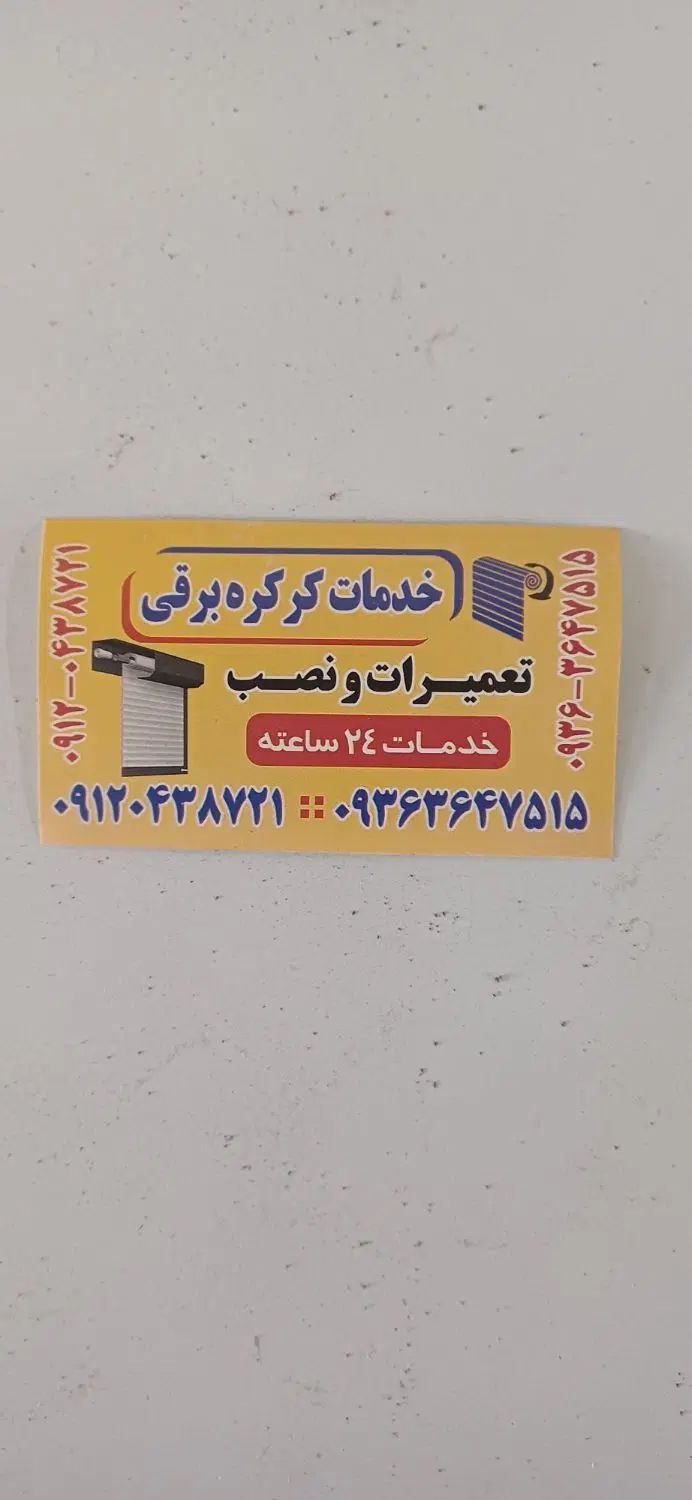 خدمات کرکره برقی
تعمیرات و نصب
خدمات ۲۴ ساعته
۰۹۱۲۰۴۳۸۷۲۱ ۰۹۳۶۳۶۴۷۵۱۵
۰۹۱۲-۰۴۳۸۷۲۱
۰۹۳۶-۳۶۴۷۵۱۵